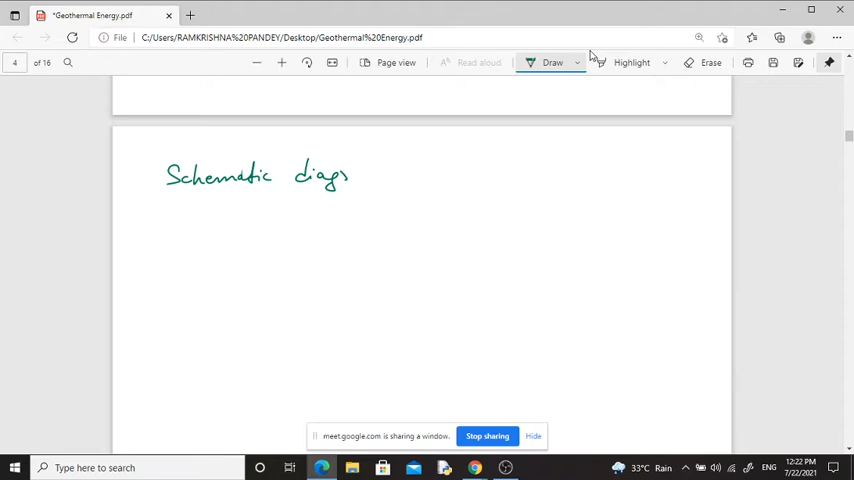 *Geothermal Energy.pdf
File C:/Users/RAMKRISHNA%20PANDEY/Desktop/Geothermal%20Energy.pdf
4 of 16 Page view Read aloud Draw Highlight Erase
Schematic diagr
meet.google.com is sharing a window. Stop sharing Hide
Type here to search 33°C Rain ENG 12:22 PM
7/22/2021